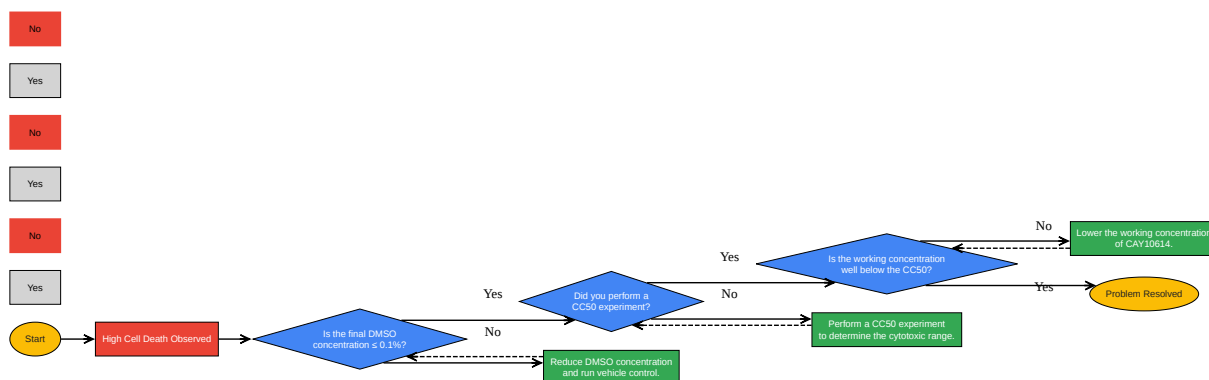 No
Yes
No
Yes
No
Yes
Start
High Cell Death Observed
Is the final DMSO
concentration ≤ 0.1%?
Yes
No
Reduce DMSO concentration
and run vehicle control.
Did you perform a
CC50 experiment?
Yes
No
Perform a CC50 experiment
to determine the cytotoxic range.
Is the working concentration
well below the CC50?
No
Yes
Lower the working concentration
of CAY10614.
Problem Resolved